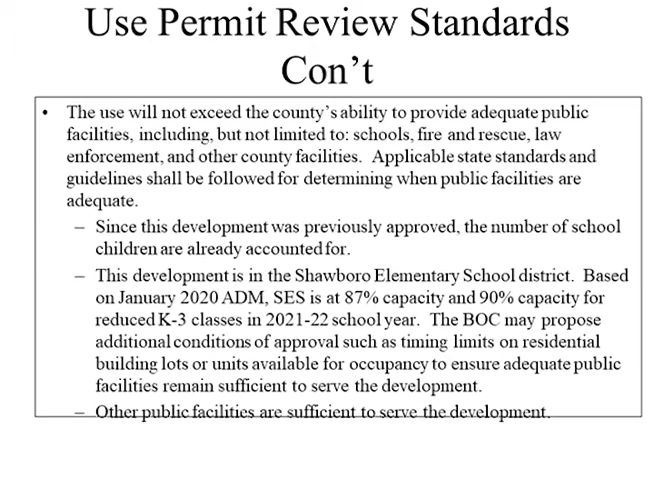 Use Permit Review Standards
Con’t
• The use will not exceed the county’s ability to provide adequate public
facilities, including, but not limited to: schools, fire and rescue, law
enforcement, and other county facilities. Applicable state standards and
guidelines shall be followed for determining when public facilities are
adequate.
– Since this development was previously approved, the number of school
children are already accounted for.
– This development is in the Shawboro Elementary School district. Based
on January 2020 ADM, SES is at 87% capacity and 90% capacity for
reduced K-3 classes in 2021-22 school year. The BOC may propose
additional conditions of approval such as timing limits on residential
building lots or units available for occupancy to ensure adequate public
facilities remain sufficient to serve the development.
– Other public facilities are sufficient to serve the development.